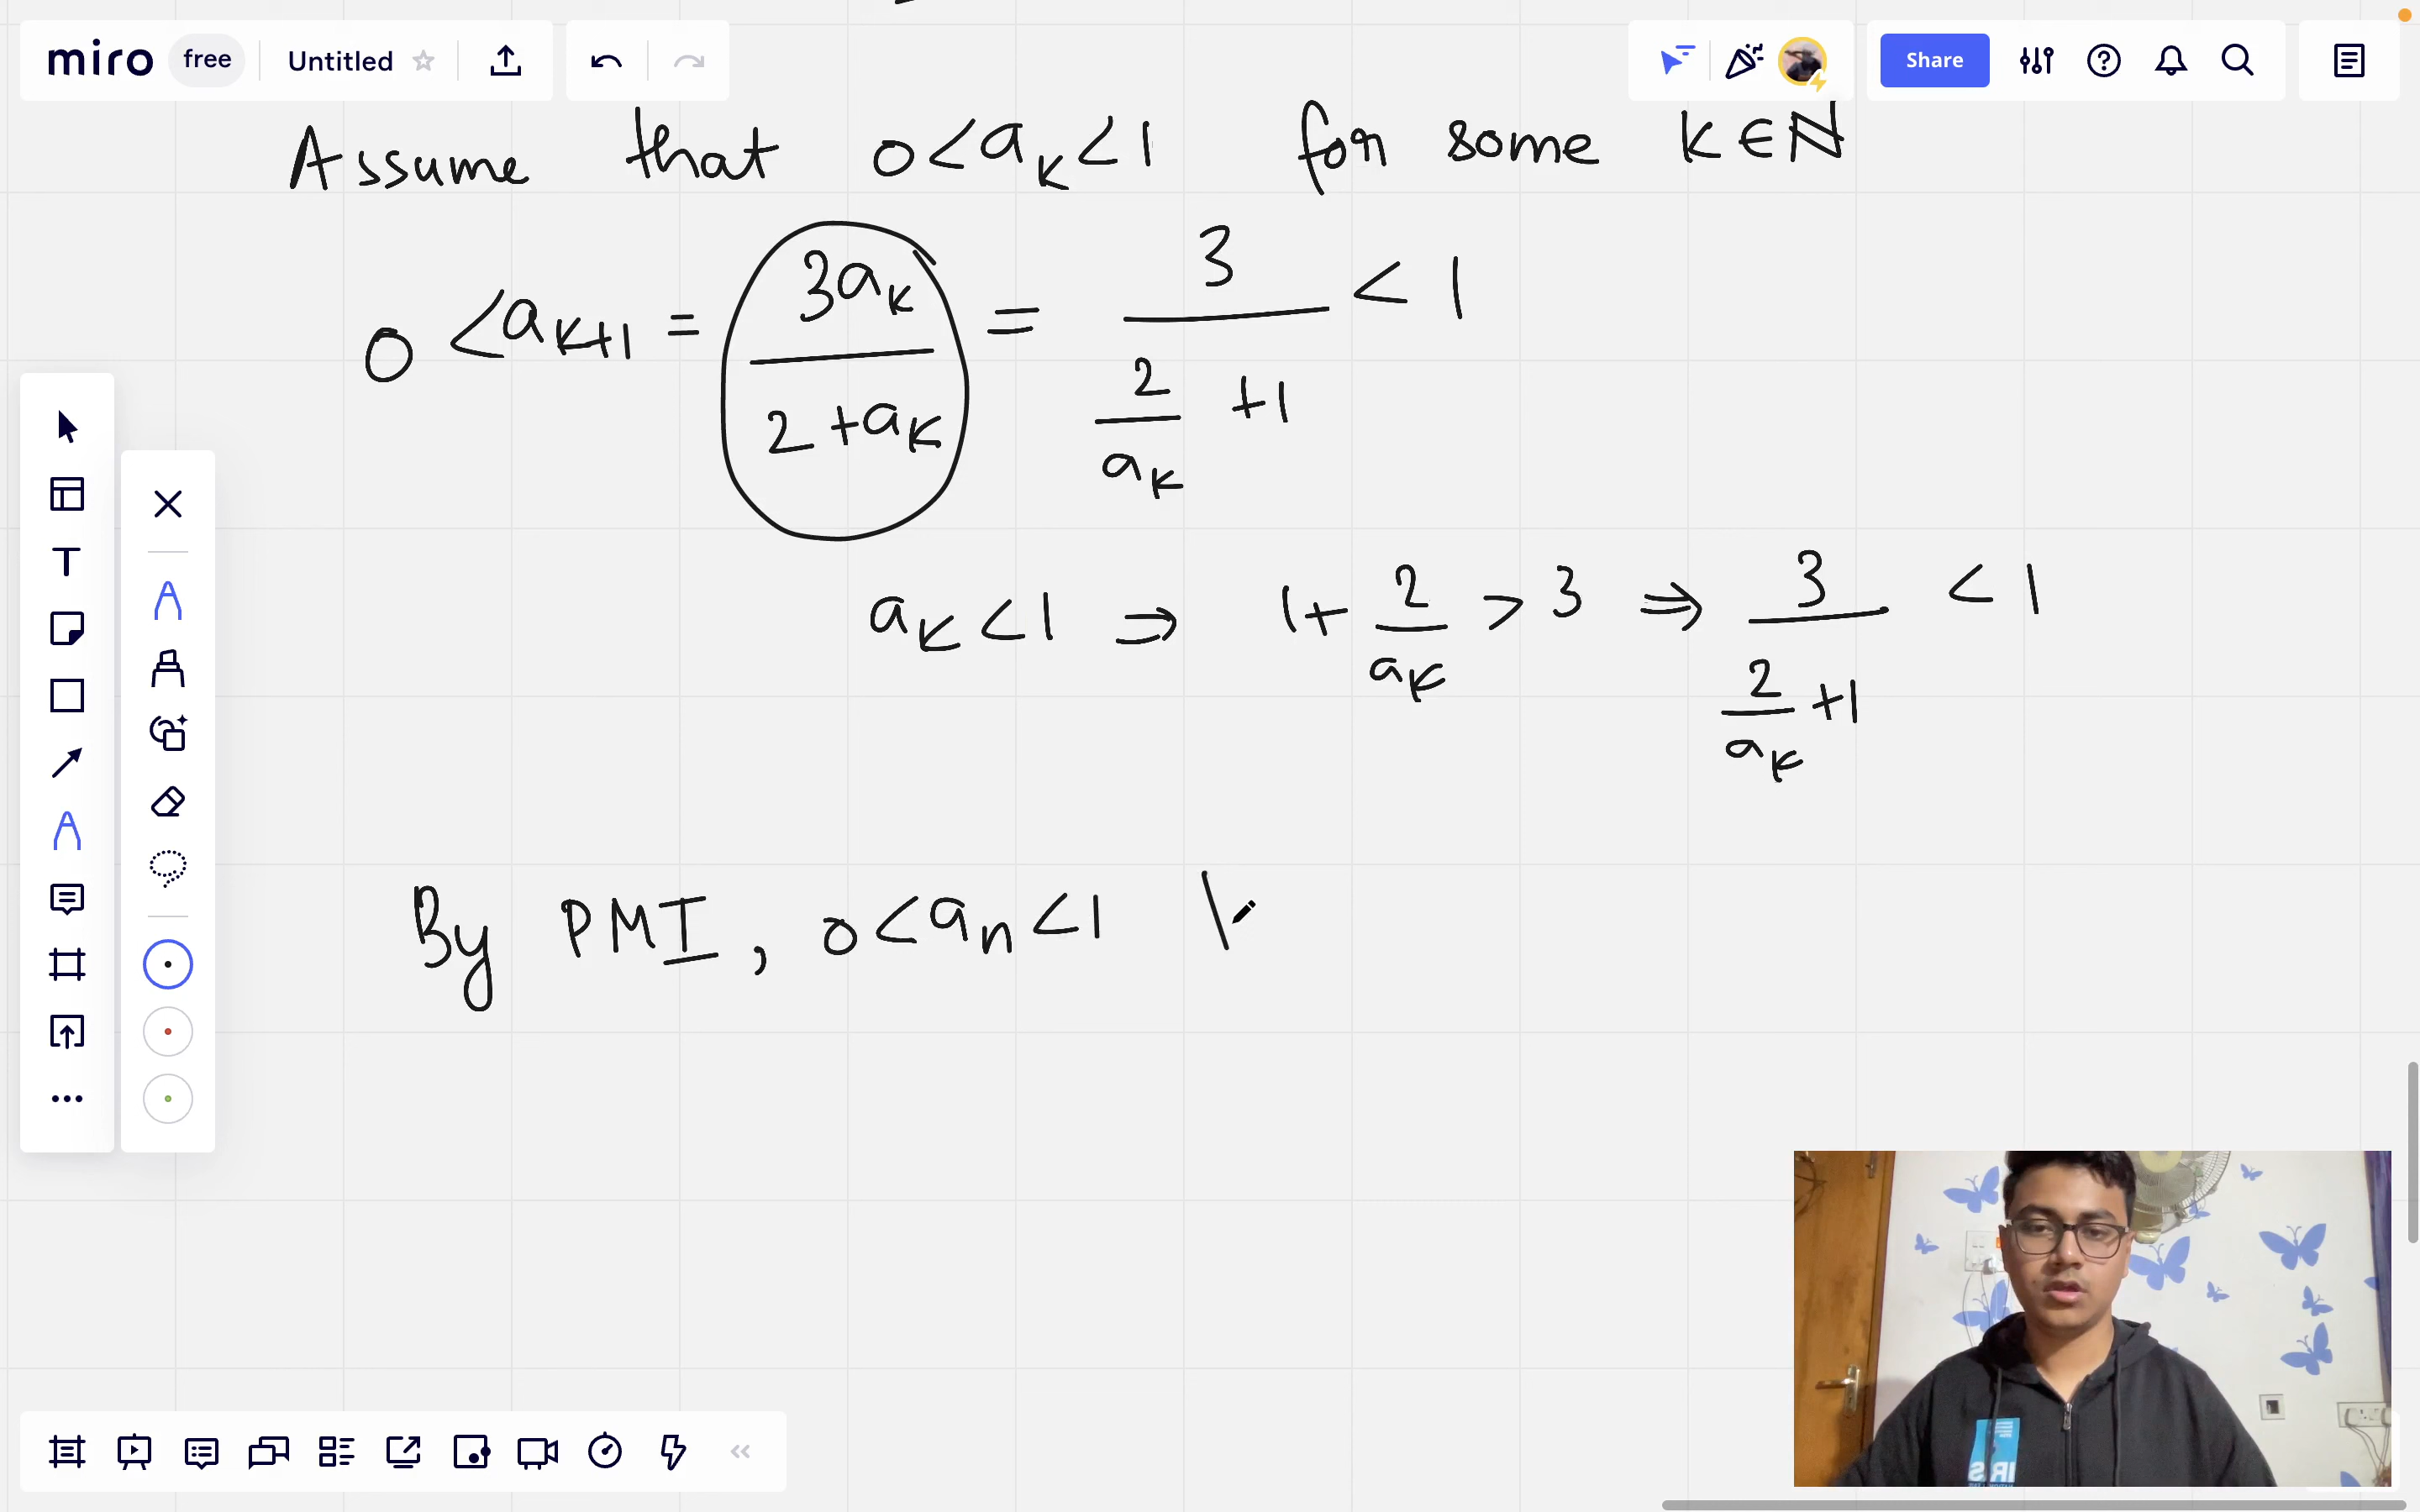 miro free Untitled Share
Assume that 0 < a_k < 1 for some k ∈ ℕ
0 < a_{k+1} = 3a_k / (2 + a_k) = 3 / (2/a_k + 1) < 1
a_k < 1 ⇒ 1 + 2/a_k > 3 ⇒ 3 / (2/a_k + 1) < 1
By PMI, 0 < a_n < 1